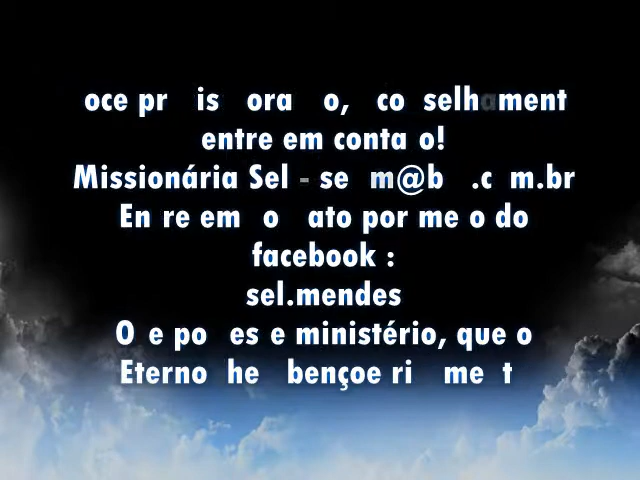 oce pr is ora o, co selhament
entre em conta o!
Missionária Sel - se m@b .c m.br
En re em o ato por me o do
facebook :
sel.mendes
O e po es e ministério, que o
Eterno he bençoe ri me t